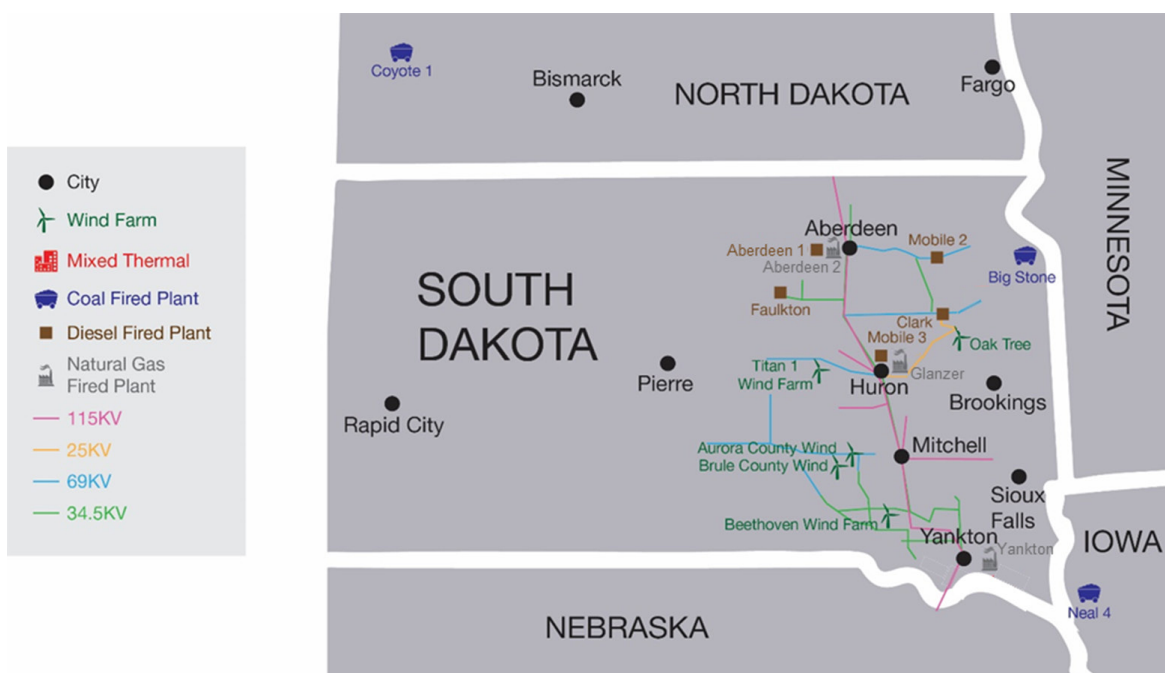 City
Wind Farm
Mixed Thermal
Coal Fired Plant
Diesel Fired Plant
Natural Gas
Fired Plant
115KV
25KV
69KV
34.5KV
Coyote 1
Bismarck
NORTH DAKOTA
Fargo
MINNESOTA
Aberdeen
Aberdeen 1
Aberdeen 2
Mobile 2
Big Stone
SOUTH
DAKOTA
Faulkton
Clark
Mobile 3
Oak Tree
Pierre
Titan 1
Wind Farm
Huron
Glanzer
Brookings
Rapid City
Aurora County Wind
Brule County Wind
Mitchell
Sioux
Falls
Beethoven Wind Farm
Yankton
Yankton
IOWA
Neal 4
NEBRASKA